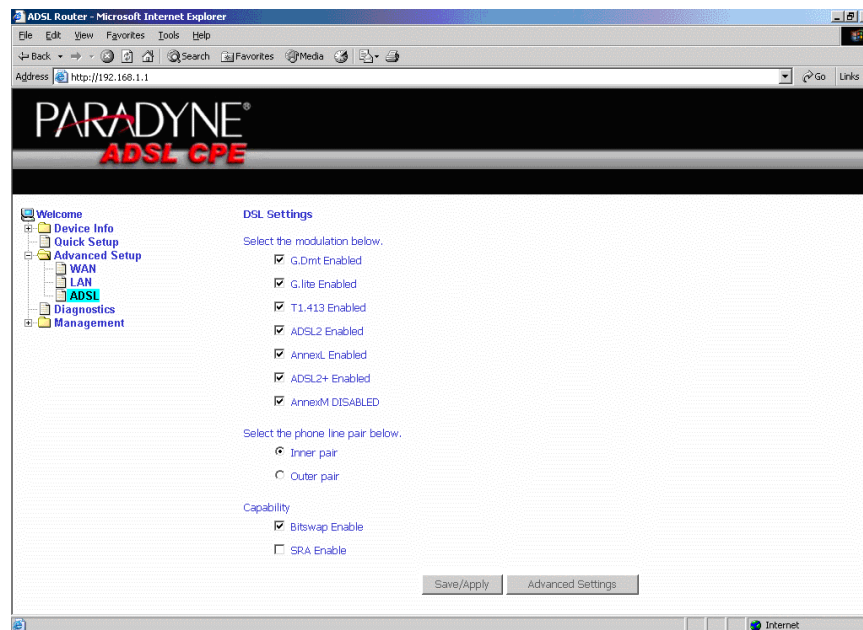 ADSL Router - Microsoft Internet Explorer
File Edit View Favorites Tools Help
Back Search Favorites Media
Address http://192.168.1.1 Go Links
PARADYNE®
ADSL CPE
Welcome
Device Info
Quick Setup
Advanced Setup
WAN
LAN
ADSL
Diagnostics
Management
DSL Settings
Select the modulation below.
G.Dmt Enabled
G.lite Enabled
T1.413 Enabled
ADSL2 Enabled
AnnexL Enabled
ADSL2+ Enabled
AnnexM DISABLED
Select the phone line pair below.
Inner pair
Outer pair
Capability
Bitswap Enable
SRA Enable
Save/Apply Advanced Settings
Internet